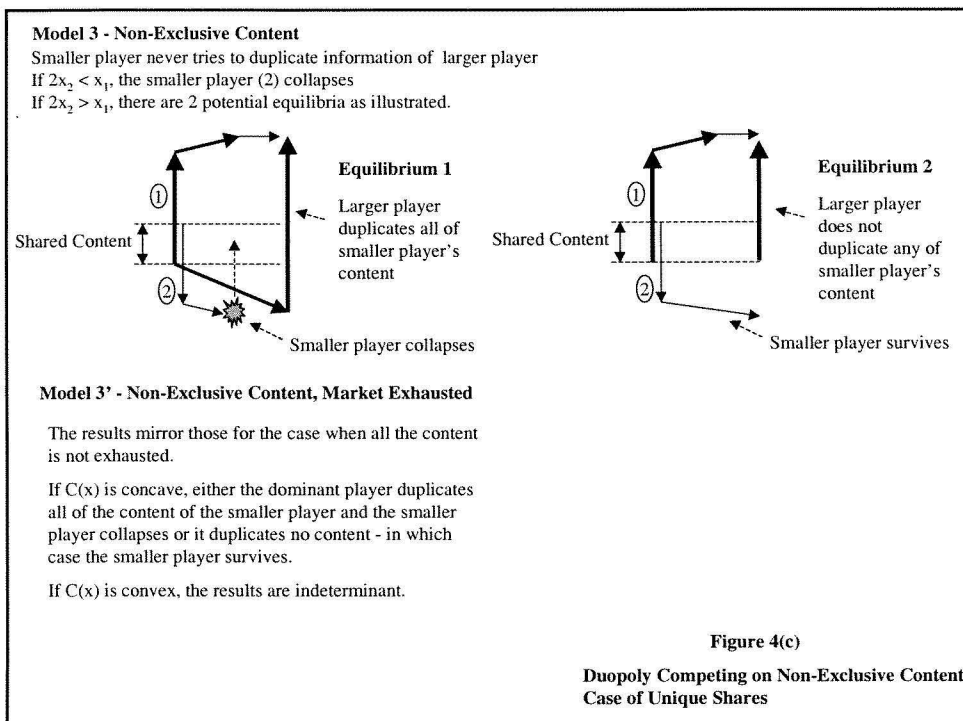 Model 3 - Non-Exclusive Content
Smaller player never tries to duplicate information of larger player
If 2x₂ < x₁, the smaller player (2) collapses
If 2x₂ > x₁, there are 2 potential equilibria as illustrated.
1
Shared Content
2
Equilibrium 1
Larger player
duplicates all of
smaller player's
content
Smaller player collapses
1
Shared Content
2
Equilibrium 2
Larger player
does not
duplicate any of
smaller player's
content
Smaller player survives
Model 3' - Non-Exclusive Content, Market Exhausted
The results mirror those for the case when all the content
is not exhausted.
If C(x) is concave, either the dominant player duplicates
all of the content of the smaller player and the smaller
player collapses or it duplicates no content - in which
case the smaller player survives.
If C(x) is convex, the results are indeterminant.
Figure 4(c)
Duopoly Competing on Non-Exclusive Content
Case of Unique Shares